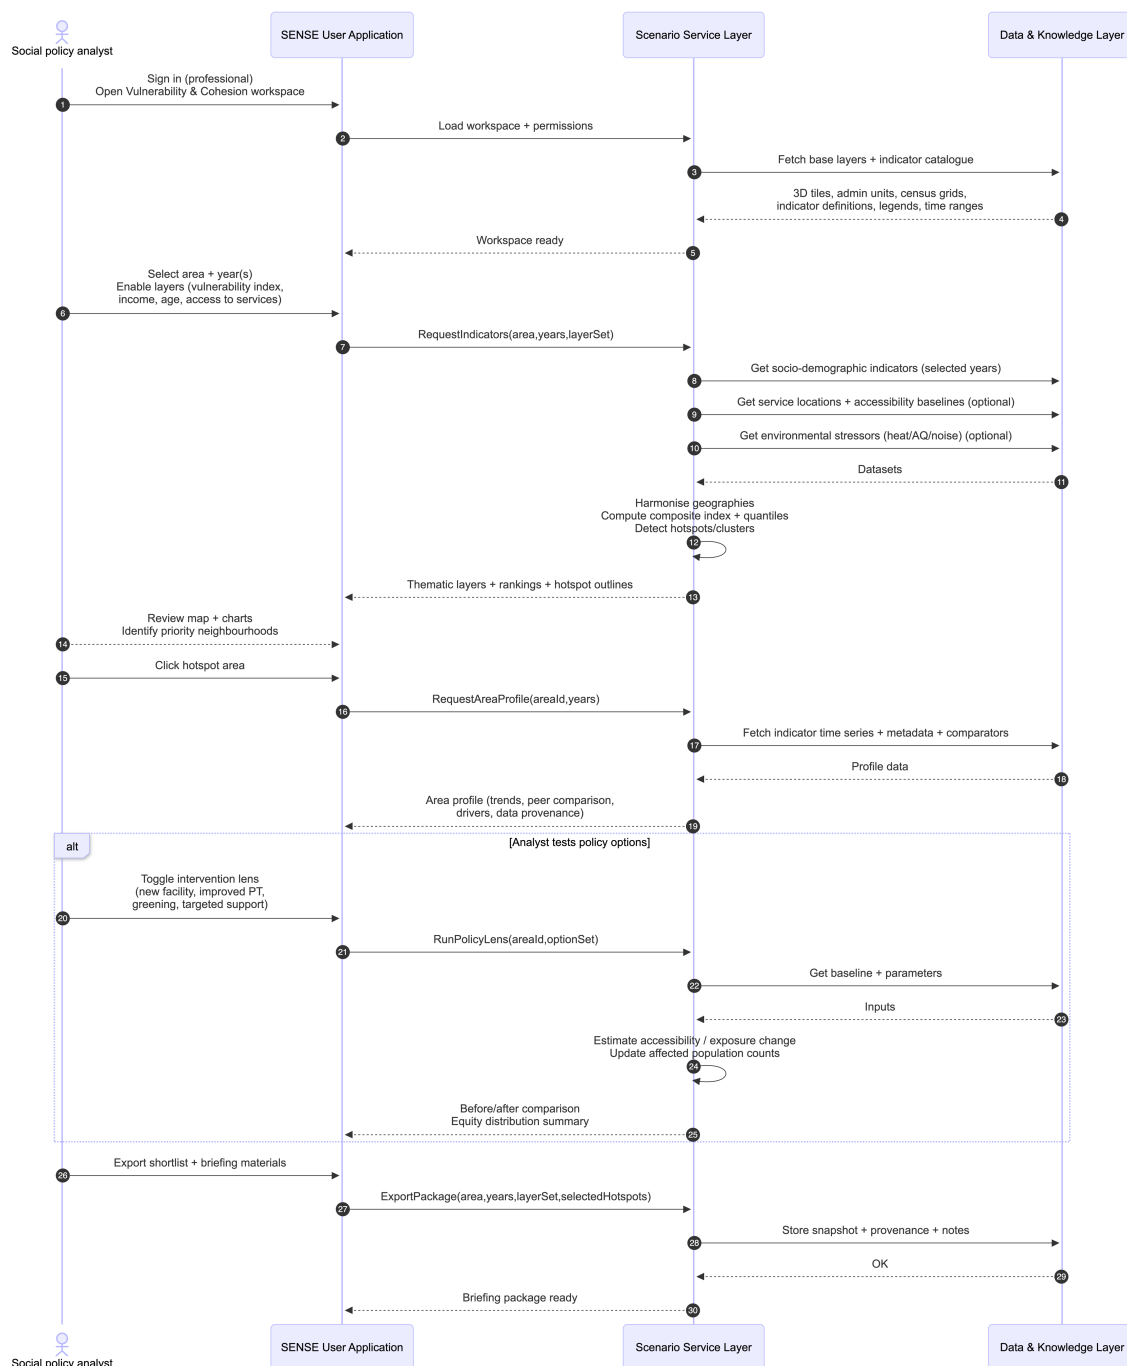 Social policy analyst
SENSE User Application
Scenario Service Layer
Data & Knowledge Layer
Sign in (professional)
Open Vulnerability & Cohesion workspace
1
Load workspace + permissions
2
Fetch base layers + indicator catalogue
3
3D tiles, admin units, census grids,
indicator definitions, legends, time ranges
4
Workspace ready
5
Select area + year(s)
Enable layers (vulnerability index,
income, age, access to services)
6
RequestIndicators(area,years,layerSet)
7
Get socio-demographic indicators (selected years)
8
Get service locations + accessibility baselines (optional)
9
Get environmental stressors (heat/AQ/noise) (optional)
10
Datasets
11
Harmonise geographies
Compute composite index + quantiles
Detect hotspots/clusters
12
Thematic layers + rankings + hotspot outlines
13
Review map + charts
Identify priority neighbourhoods
14
Click hotspot area
15
RequestAreaProfile(areaId,years)
16
Fetch indicator time series + metadata + comparators
17
Profile data
18
Area profile (trends, peer comparison,
drivers, data provenance)
19
alt
[Analyst tests policy options]
Toggle intervention lens
(new facility, improved PT,
greening, targeted support)
20
RunPolicyLens(areaId,optionSet)
21
Get baseline + parameters
22
Inputs
23
Estimate accessibility / exposure change
Update affected population counts
24
Before/after comparison
Equity distribution summary
25
Export shortlist + briefing materials
26
ExportPackage(area,years,layerSet,selectedHotspots)
27
Store snapshot + provenance + notes
28
OK
29
Briefing package ready
30
Social policy analyst
SENSE User Application
Scenario Service Layer
Data & Knowledge Layer